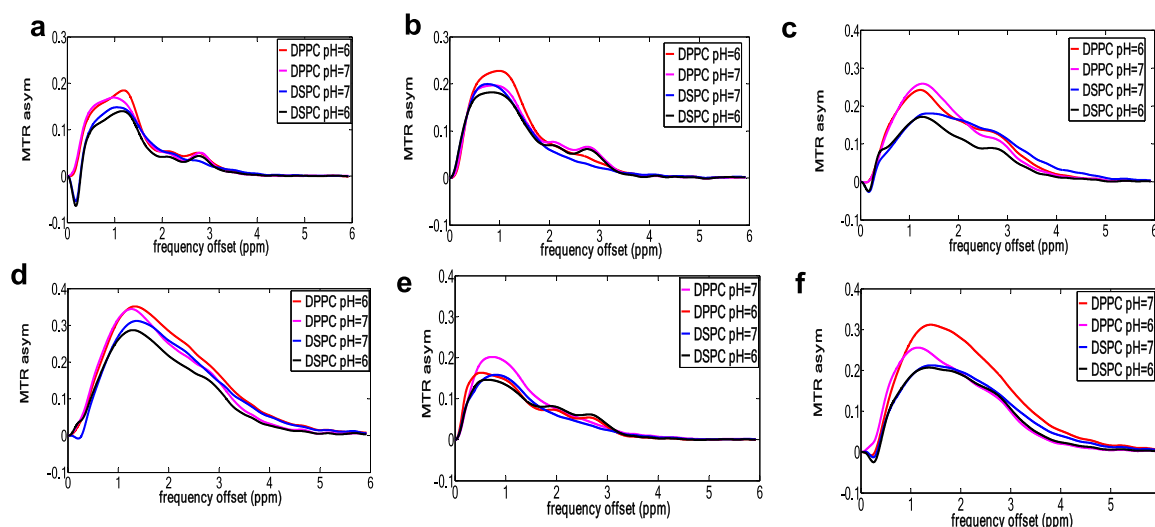 a
0.3
0.2
0.1
0
-0.1
MTR asym
0 1 2 3 4 5 6
frequency offset (ppm)
DPPC pH=6
DPPC pH=7
DSPC pH=7
DSPC pH=6
b
0.3
0.2
0.1
0
-0.1
MTR asym
0 1 2 3 4 5 6
frequency offset (ppm)
DPPC pH=6
DPPC pH=7
DSPC pH=7
DSPC pH=6
c
0.4
0.3
0.2
0.1
0
-0.1
MTR asym
0 1 2 3 4 5 6
frequency offset (ppm)
DPPC pH=6
DPPC pH=7
DSPC pH=7
DSPC pH=6
d
0.4
0.3
0.2
0.1
0
-0.1
MTR asym
0 1 2 3 4 5 6
frequency offset (ppm)
DPPC pH=6
DPPC pH=7
DSPC pH=7
DSPC pH=6
e
0.4
0.3
0.2
0.1
0
-0.1
MTR asym
0 1 2 3 4 5 6
frequency offset (ppm)
DPPC pH=7
DPPC pH=6
DSPC pH=7
DSPC pH=6
f
0.4
0.3
0.2
0.1
0
-0.1
MTR asym
0 1 2 3 4 5
frequency offset (ppm)
DPPC pH=7
DPPC pH=6
DSPC pH=7
DSPC pH=6